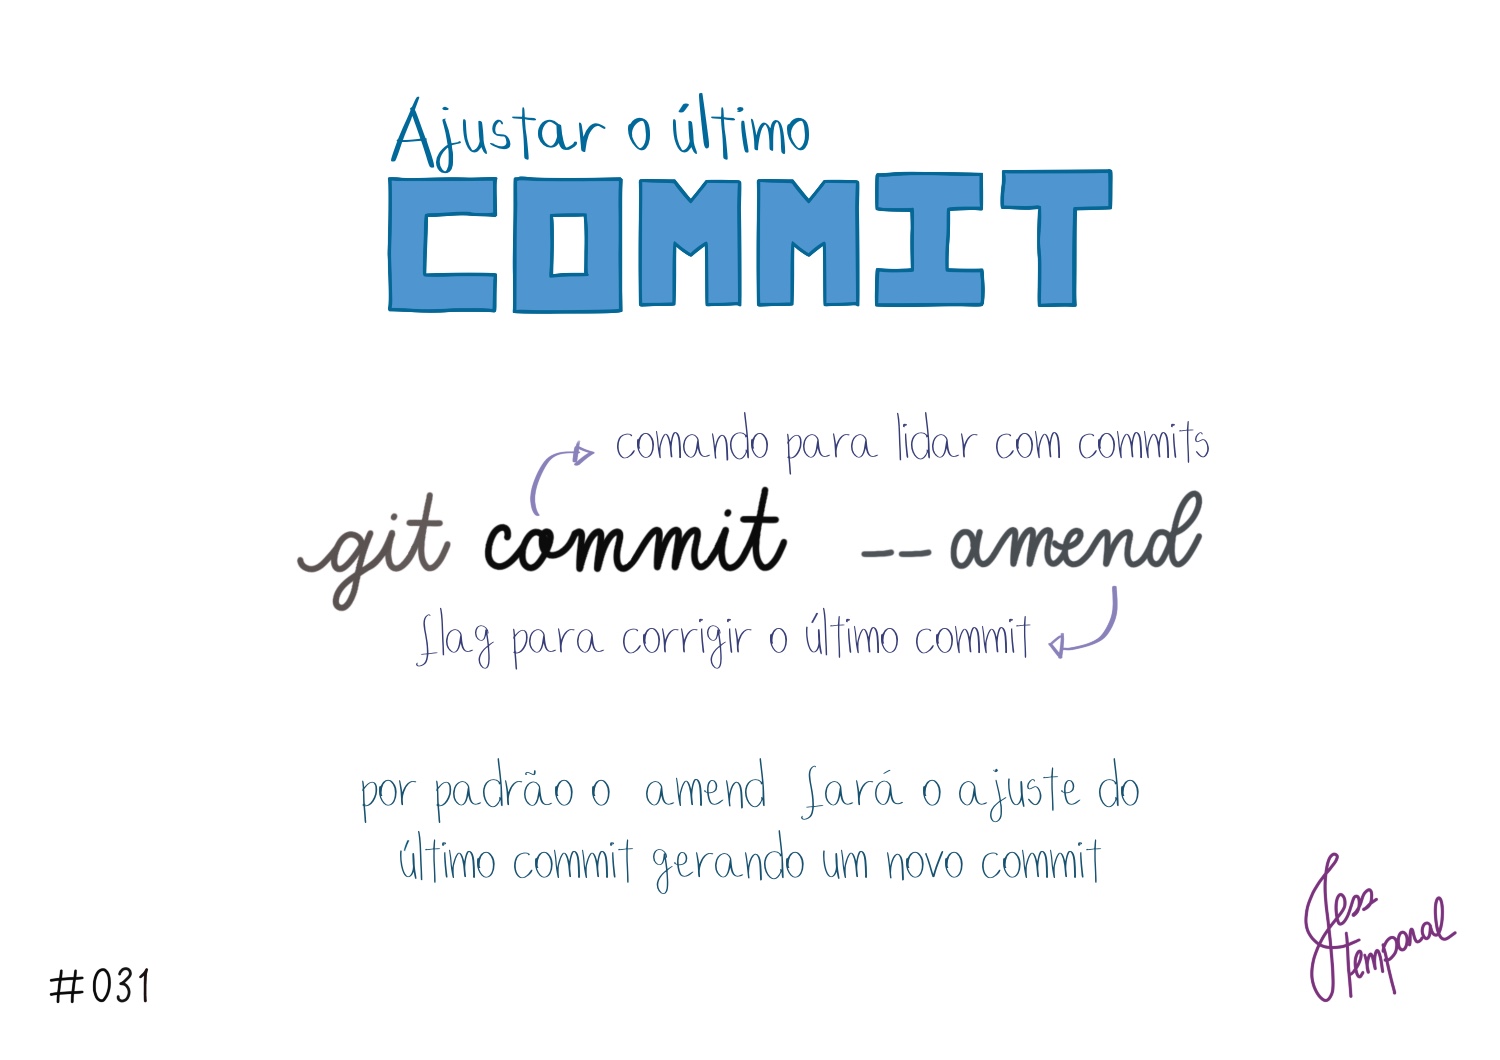 Ajustar o último
COMMIT
comando para lidar com commits
git commit --amend
flag para corrigir o último commit
por padrão o amend fará o ajuste do
último commit gerando um novo commit
Jess
temporal
#031